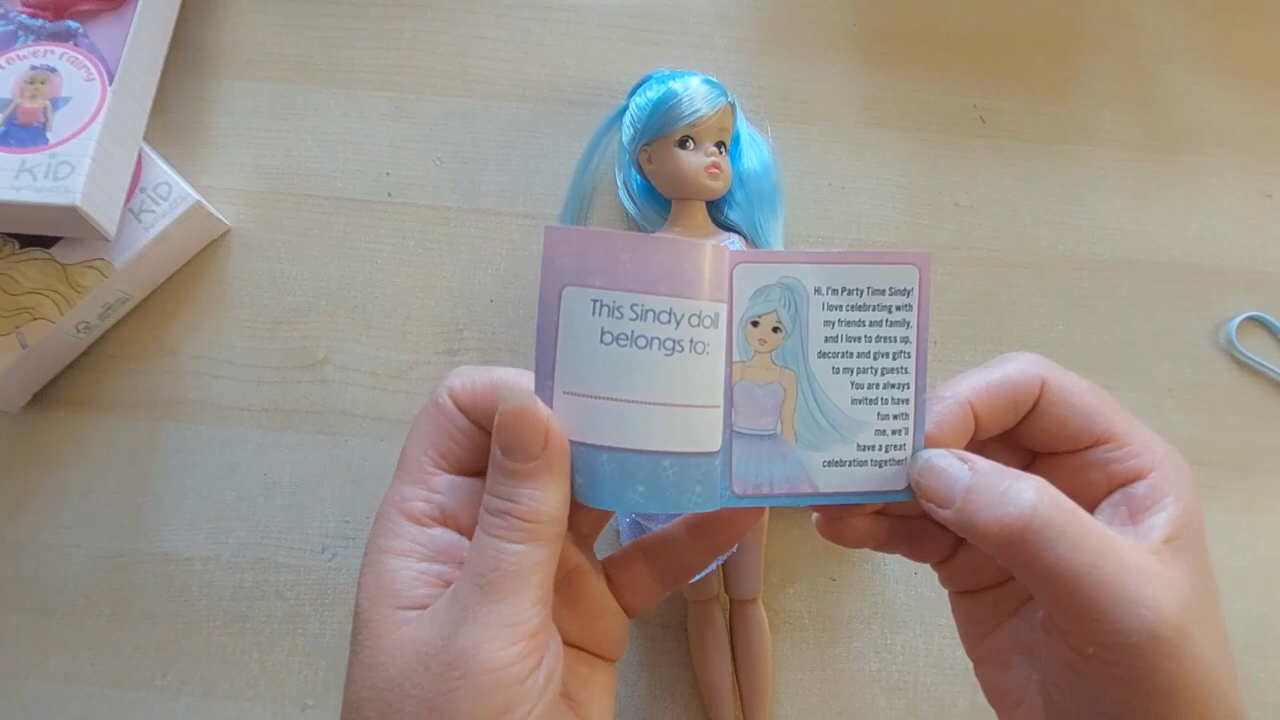 This Sindy doll
belongs to:
Hi, I'm Party Time Sindy!
I love celebrating with
my friends and family,
and I love to dress up,
decorate and give gifts
to my party guests.
You are always
invited to have
fun with
me, we'll
have a great
celebration together!
Fairy
KiD
KiD